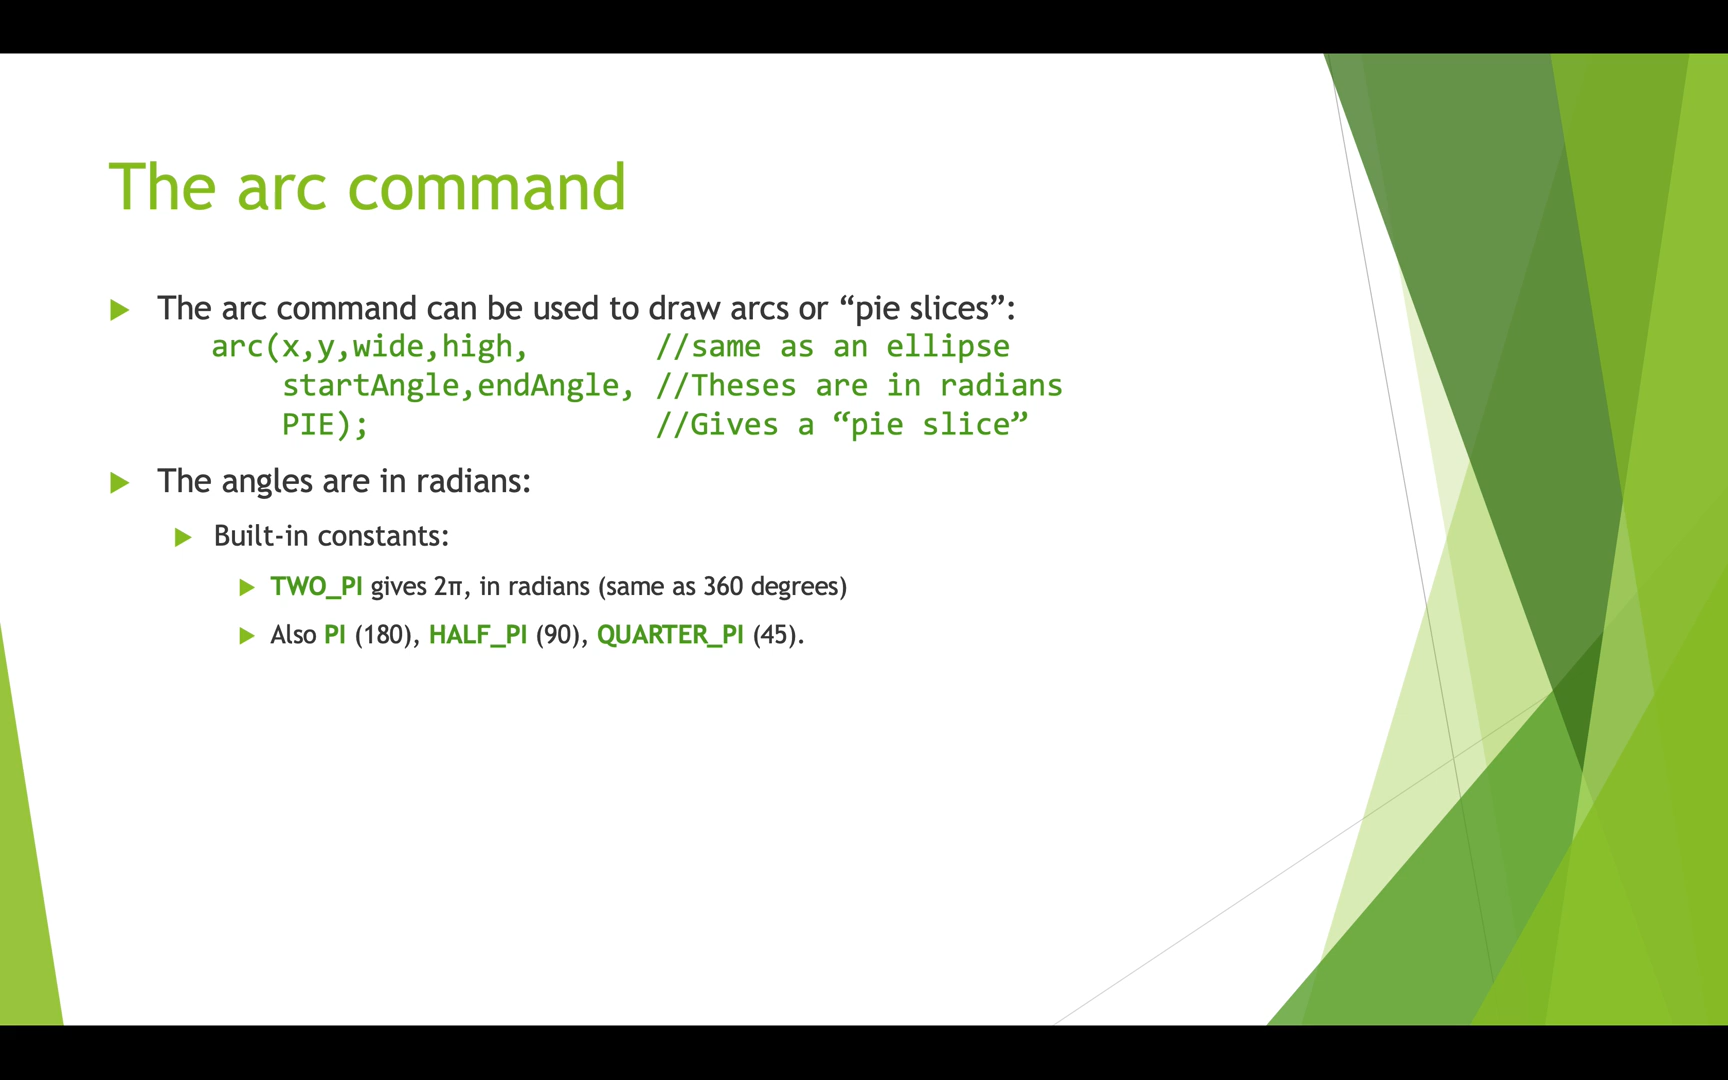 The arc command
The arc command can be used to draw arcs or “pie slices”:
arc(x,y,wide,high, //same as an ellipse
startAngle,endAngle, //Theses are in radians
PIE); //Gives a “pie slice”
The angles are in radians:
Built-in constants:
TWO_PI gives 2π, in radians (same as 360 degrees)
Also PI (180), HALF_PI (90), QUARTER_PI (45).